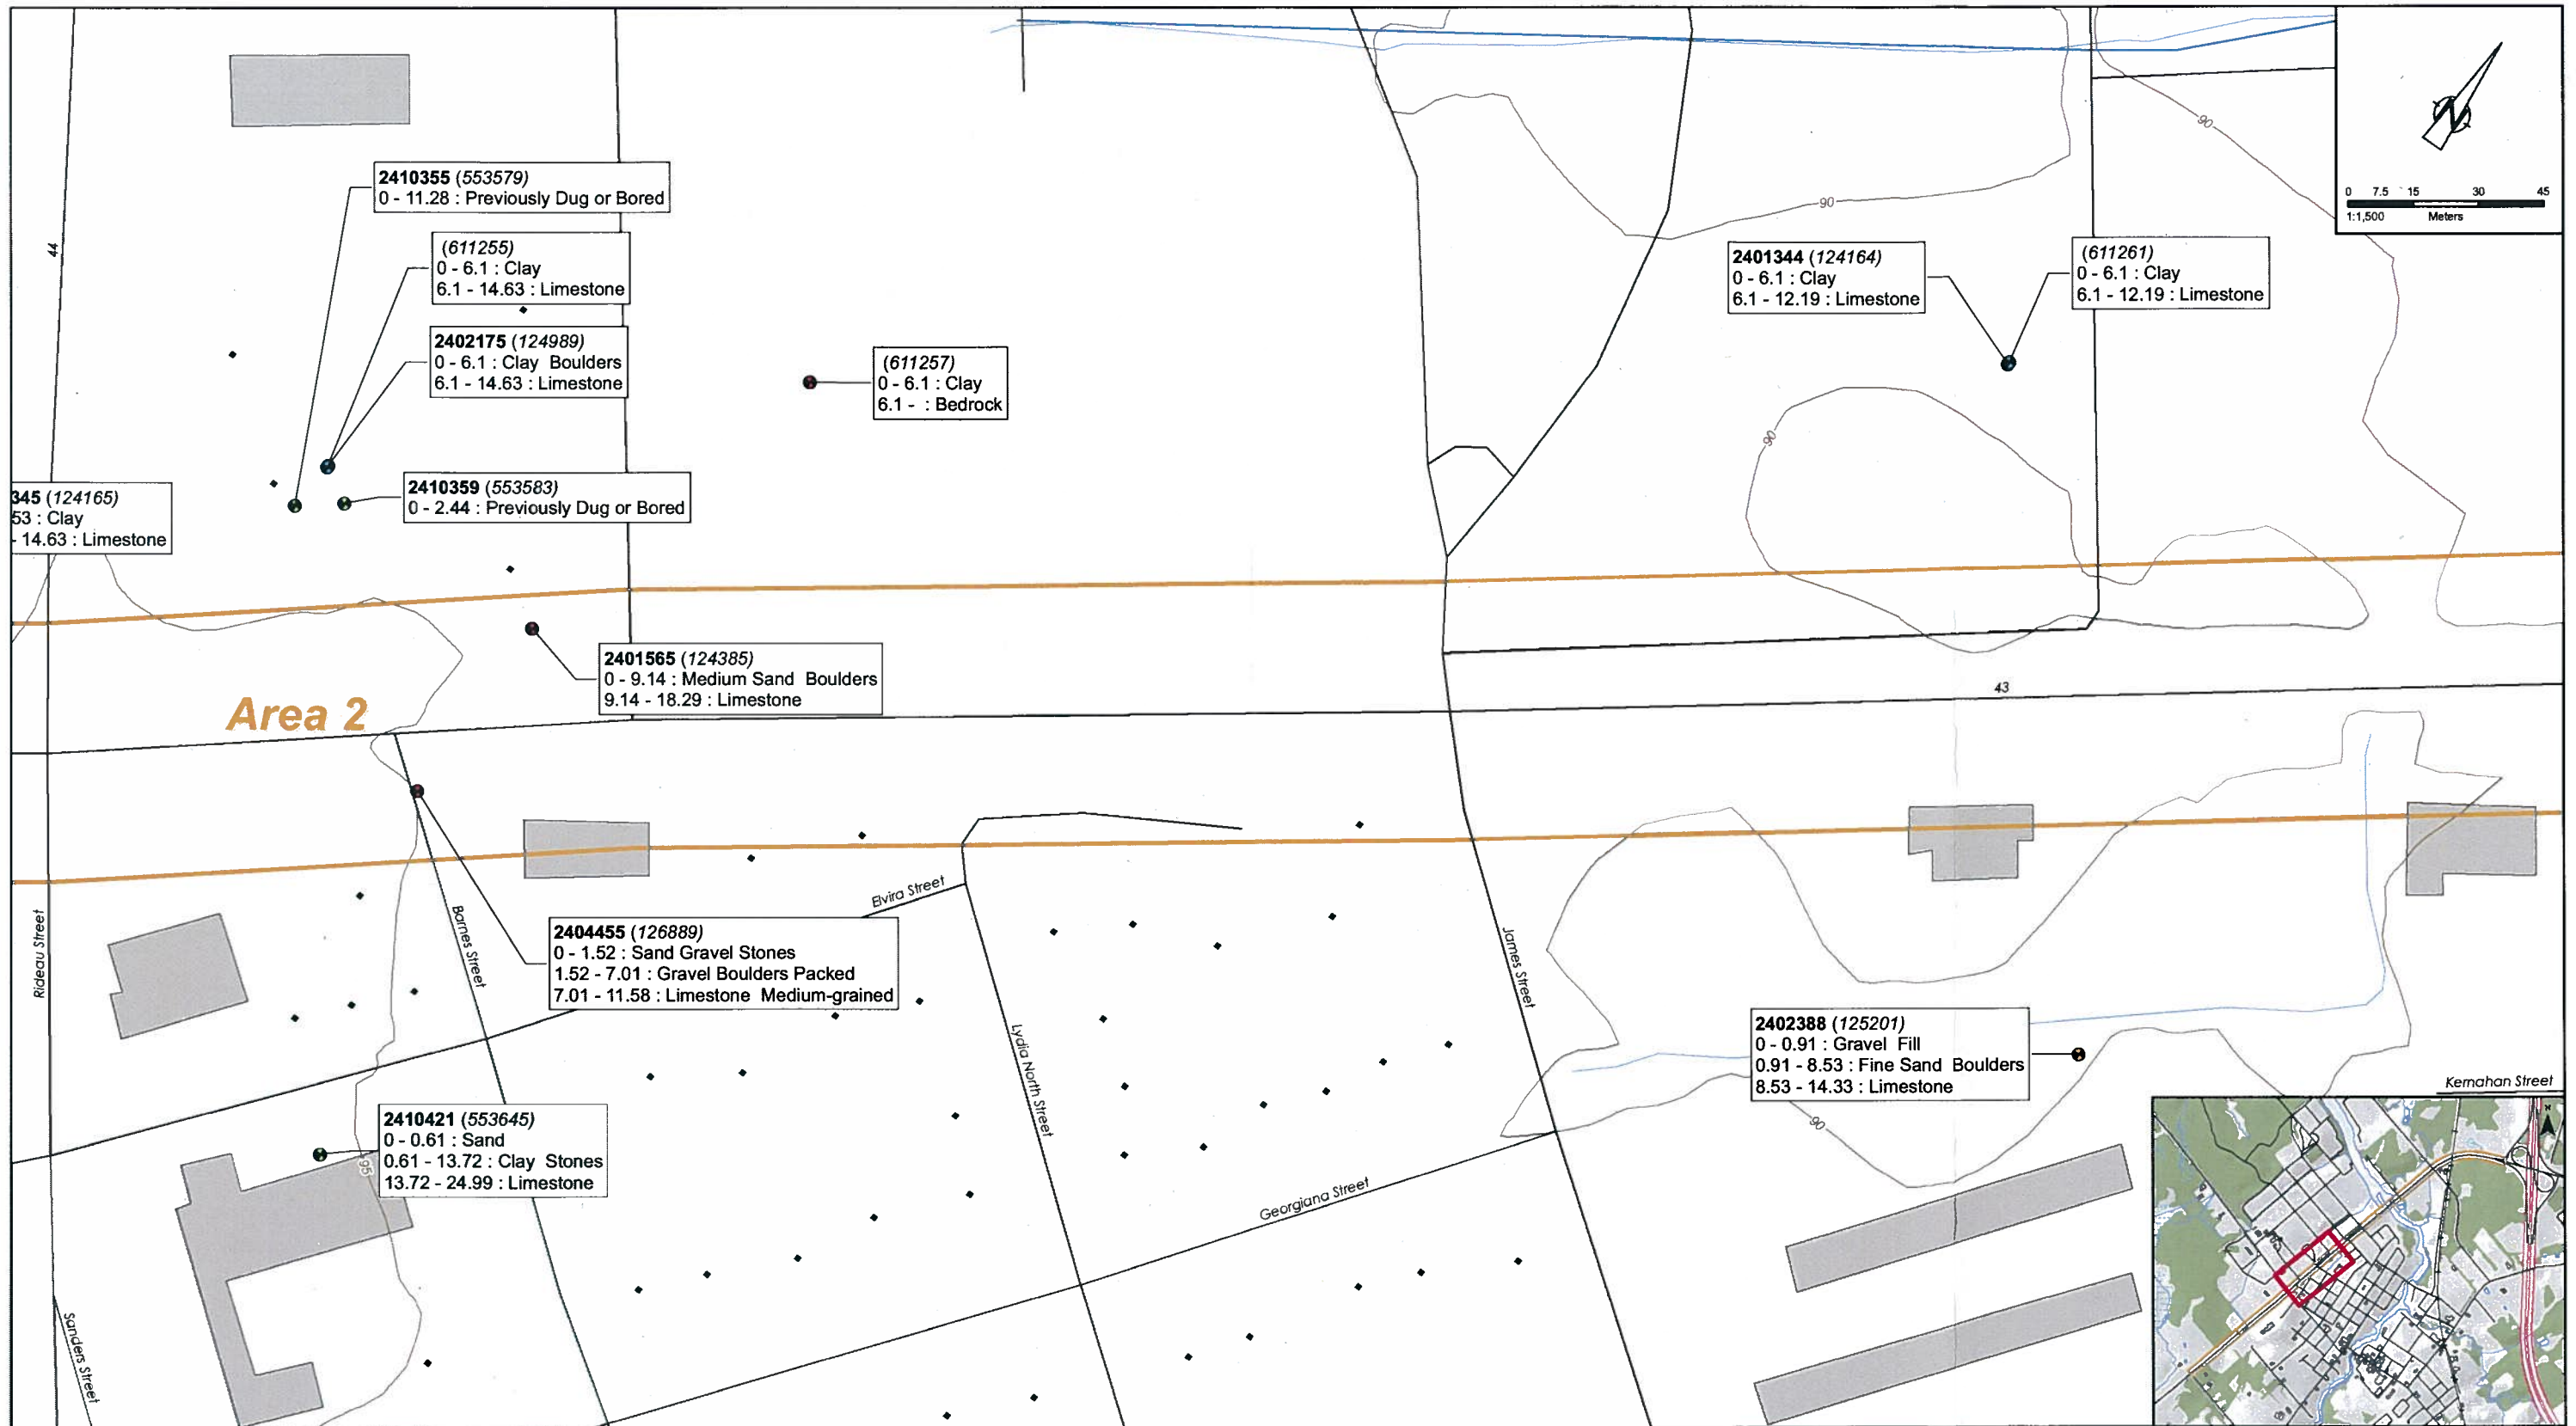 44
2410355 (553579)
0 - 11.28 : Previously Dug or Bored
(611255)
0 - 6.1 : Clay
6.1 - 14.63 : Limestone
2402175 (124989)
0 - 6.1 : Clay Boulders
6.1 - 14.63 : Limestone
(611257)
0 - 6.1 : Clay
6.1 - : Bedrock
2410359 (553583)
0 - 2.44 : Previously Dug or Bored
345 (124165)
53 : Clay
- 14.63 : Limestone
90
90
90
2401344 (124164)
0 - 6.1 : Clay
6.1 - 12.19 : Limestone
(611261)
0 - 6.1 : Clay
6.1 - 12.19 : Limestone
N
0 7.5 15 30 45
1:1,500 Meters
2401565 (124385)
0 - 9.14 : Medium Sand Boulders
9.14 - 18.29 : Limestone
Area 2
43
Rideau Street
Barnes Street
Elvira Street
2404455 (126889)
0 - 1.52 : Sand Gravel Stones
1.52 - 7.01 : Gravel Boulders Packed
7.01 - 11.58 : Limestone Medium-grained
Lydia North Street
James Street
2402388 (125201)
0 - 0.91 : Gravel Fill
0.91 - 8.53 : Fine Sand Boulders
8.53 - 14.33 : Limestone
90
Kernahan Street
2410421 (553645)
0 - 0.61 : Sand
0.61 - 13.72 : Clay Stones
13.72 - 24.99 : Limestone
95
Georgiana Street
Sanders Street